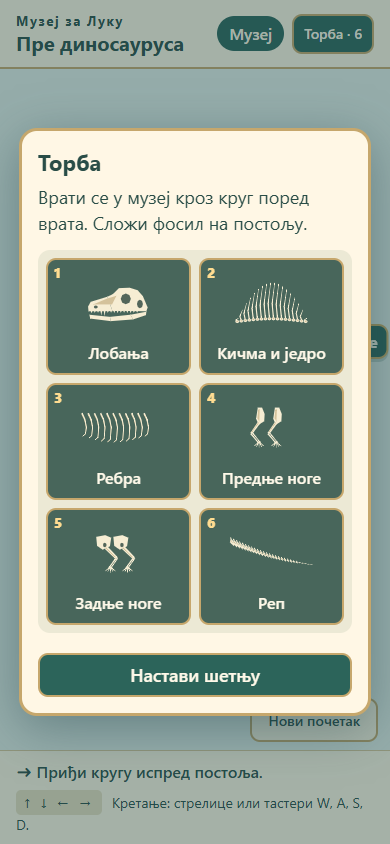 Музеј за Луку
Пре диносауруса
Музеј
Торба · 6
Торба
Врати се у музеј кроз круг поред
врата. Сложи фосил на постољу.
1
Лобања
2
Кичма и једро
3
Ребра
4
Предње ноге
5
Задње ноге
6
Реп
Настави шетњу
Нови почетак
→ Приђи кругу испред постоља.
↑ ↓ ← → Кретање: стрелице или тастери W, A, S,
D.